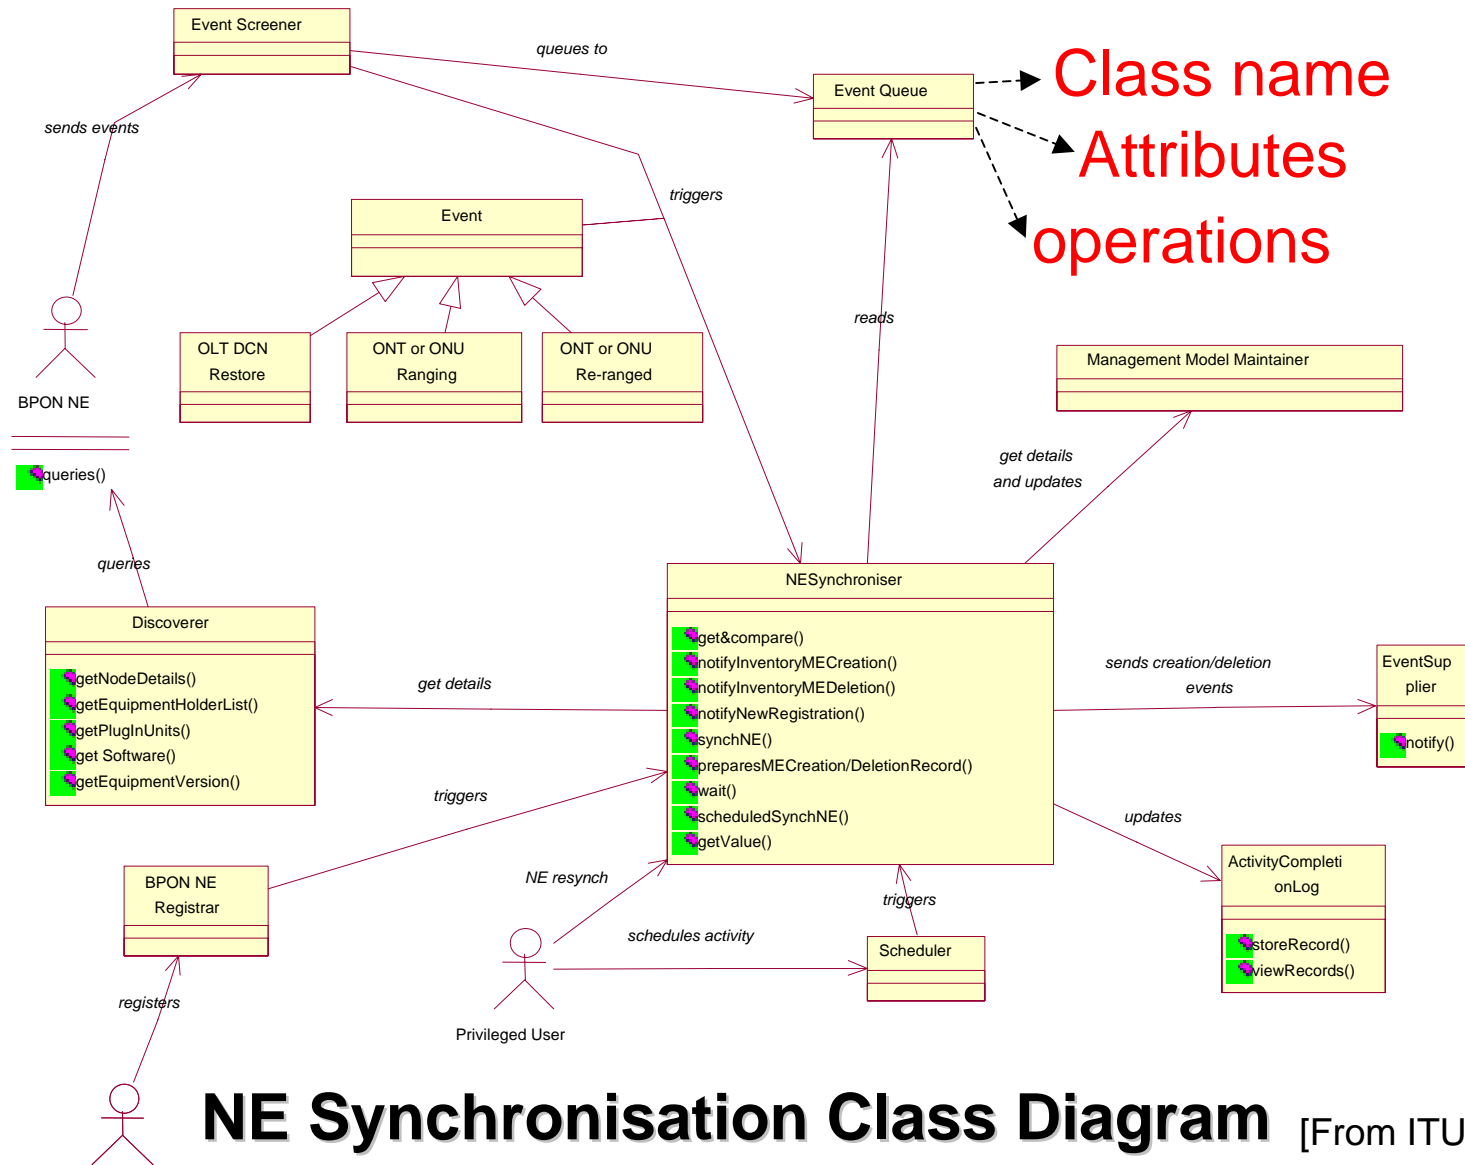 Event Screener
queues to
Event Queue
Class name
Attributes
operations
sends events
triggers
Event
reads
OLT DCN
Restore
ONT or ONU
Ranging
ONT or ONU
Re-ranged
Management Model Maintainer
BPON NE
queries()
get details
and updates
queries
NESynchroniser
get&compare()
notifyInventoryMECreation()
notifyInventoryMEDeletion()
notifyNewRegistration()
synchNE()
preparesMECreation/DeletionRecord()
wait()
scheduledSynchNE()
getValue()
Discoverer
getNodeDetails()
getEquipmentHolderList()
getPlugInUnits()
get Software()
getEquipmentVersion()
get details
sends creation/deletion
events
EventSup
plier
notify()
triggers
updates
BPON NE
Registrar
NE resynch
triggers
ActivityCompleti
onLog
storeRecord()
viewRecords()
schedules activity
Scheduler
registers
Privileged User
NE Synchronisation Class Diagram
[From ITU